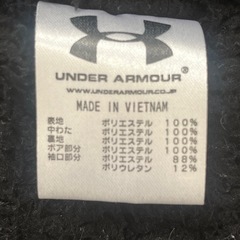 UNDER ARMOUR®
WWW.UNDERARMOUR.CO.JP
MADE IN VIETNAM
表地 ポリエステル 100%
中わた ポリエステル 100%
裏地 ポリエステル 100%
ボア部分 ポリエステル 100%
袖口部分 ポリエステル 88%
ポリウレタン 12%